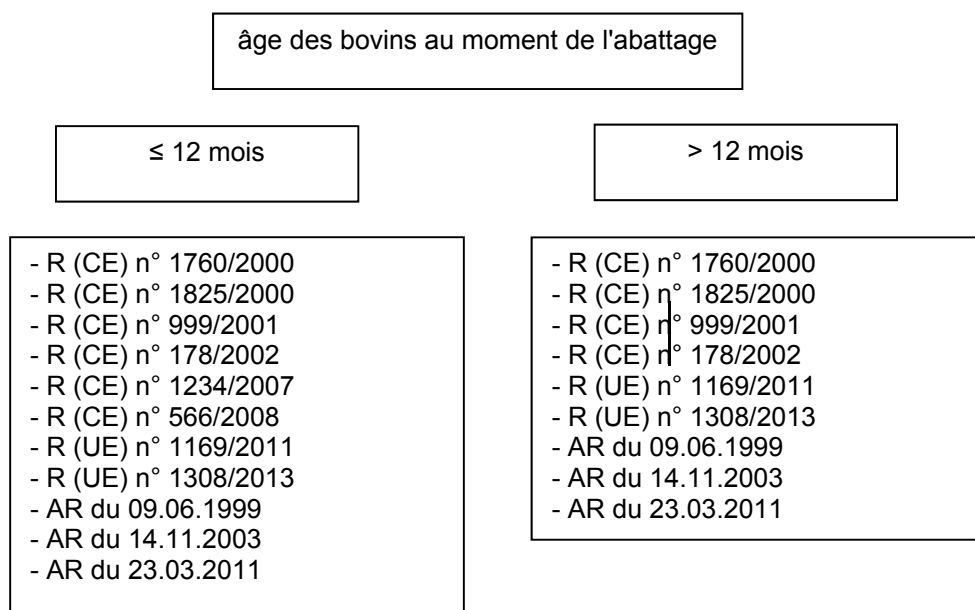 âge des bovins au moment de l'abattage
≤ 12 mois
> 12 mois
- R (CE) n° 1760/2000
- R (CE) n° 1825/2000
- R (CE) n° 999/2001
- R (CE) n° 178/2002
- R (CE) n° 1234/2007
- R (CE) n° 566/2008
- R (UE) n° 1169/2011
- R (UE) n° 1308/2013
- AR du 09.06.1999
- AR du 14.11.2003
- AR du 23.03.2011
- R (CE) n° 1760/2000
- R (CE) n° 1825/2000
- R (CE) n° 999/2001
- R (CE) n° 178/2002
- R (UE) n° 1169/2011
- R (UE) n° 1308/2013
- AR du 09.06.1999
- AR du 14.11.2003
- AR du 23.03.2011